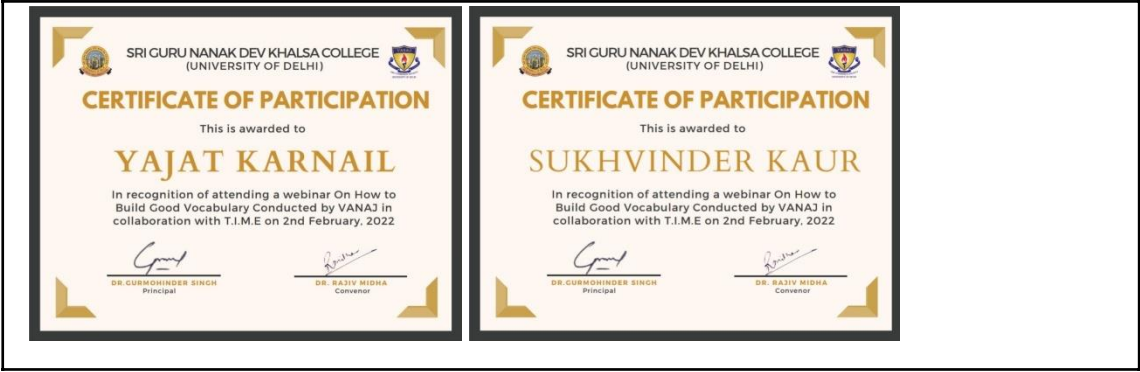 SRI GURU NANAK DEV KHALSA COLLEGE
(UNIVERSITY OF DELHI)
CERTIFICATE OF PARTICIPATION
This is awarded to
YAJAT KARNAIL
In recognition of attending a webinar On How to
Build Good Vocabulary Conducted by VANAJ in
collaboration with T.I.M.E on 2nd February, 2022
DR.GURMOHINDER SINGH
Principal
DR. RAJIV MIDHA
Convenor
SRI GURU NANAK DEV KHALSA COLLEGE
(UNIVERSITY OF DELHI)
CERTIFICATE OF PARTICIPATION
This is awarded to
SUKHVINDER KAUR
In recognition of attending a webinar On How to
Build Good Vocabulary Conducted by VANAJ in
collaboration with T.I.M.E on 2nd February, 2022
DR.GURMOHINDER SINGH
Principal
DR. RAJIV MIDHA
Convenor